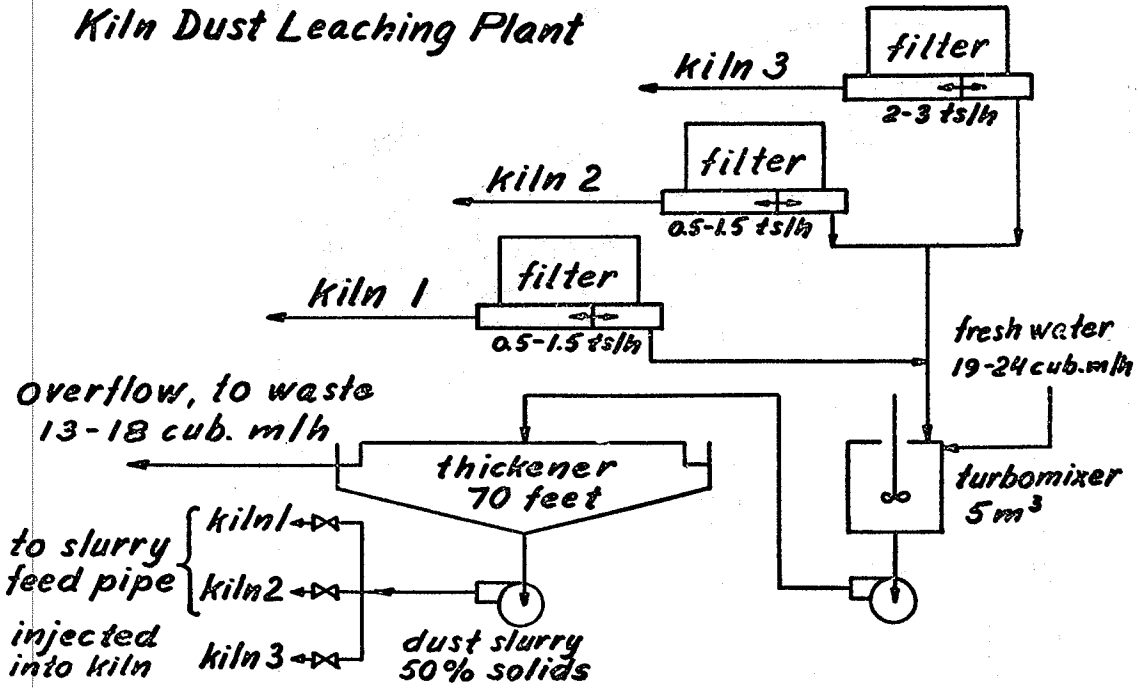 Kiln Dust Leaching Plant
filter
kiln 3
2-3 ts/h
filter
kiln 2
0.5-1.5 ts/h
filter
kiln 1
0.5-1.5 ts/h
fresh water
19-24 cub.m/h
overflow, to waste
13-18 cub. m/h
thickener
70 feet
turbomixer
5 m³
kiln1
to slurry
feed pipe
kiln2
injected
into kiln
kiln3
dust slurry
50% solids